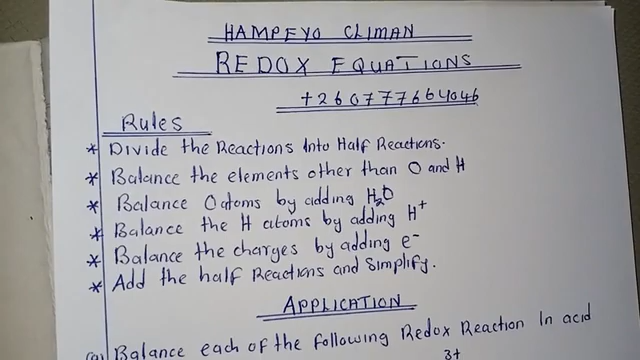 HAMPEYO CLIMAN
REDOX EQUATIONS
+260777664046
Rules
* Divide the Reactions Into Half Reactions.
* Balance the elements other than O and H
* Balance O atoms by adding H₂O
* Balance the H atoms by adding H⁺
* Balance the charges by adding e⁻
* Add the half Reactions and Simplify.
APPLICATION
(a) Balance each of the following Redox Reaction In acid
3+